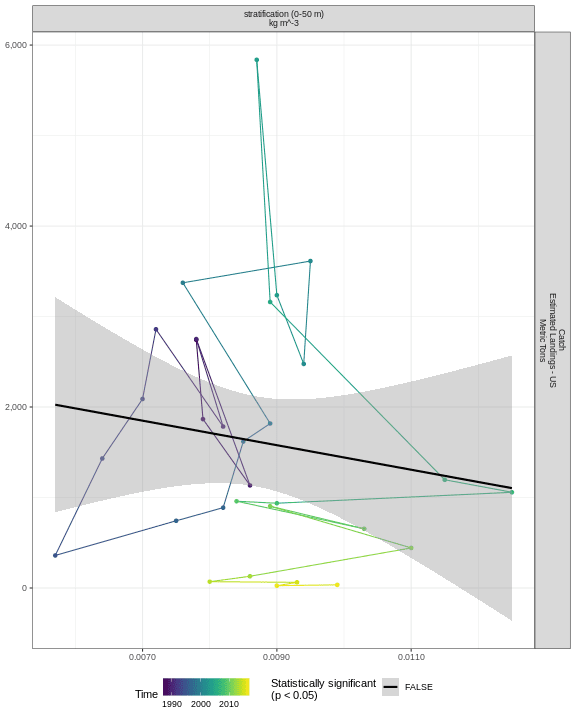 stratification (0-50 m)
kg m^-3
6,000
4,000
2,000
0
Catch
Estimated Landings - US
Metric Tons
0.0070 0.0090 0.0110
Time
1990 2000 2010
Statistically significant
(p < 0.05)
FALSE